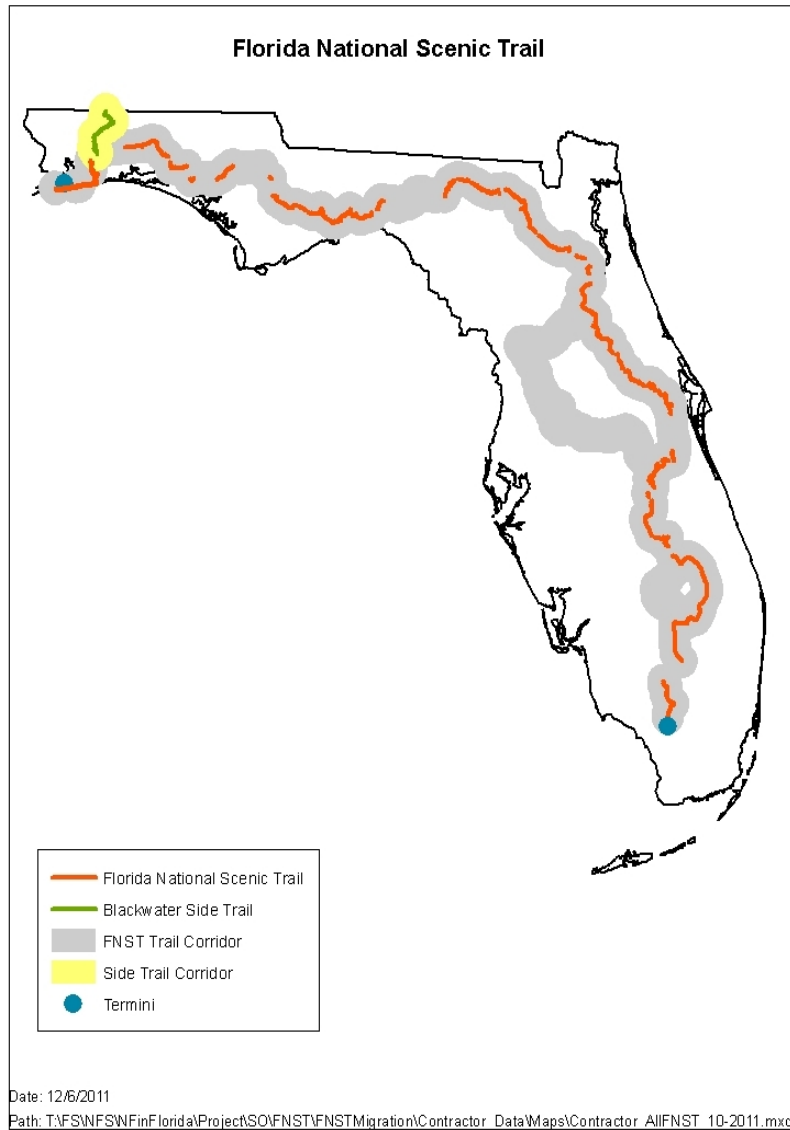 Florida National Scenic Trail
Florida National Scenic Trail
Blackwater Side Trail
FNST Trail Corridor
Side Trail Corridor
Termini
Date: 12/6/2011
Path: T:\FS\NFS\NFinFlorida\Project\SO\FNST\FNSTMigration\Contractor_Data\Maps\Contractor_AllFNST_10-2011.mxd